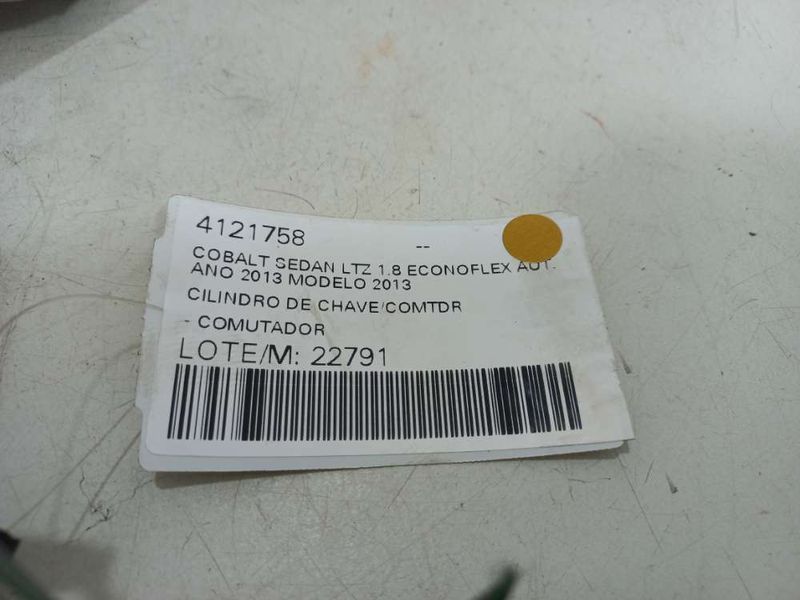 4121758 --
COBALT SEDAN LTZ 1.8 ECONOFLEX AUT.
ANO 2013 MODELO 2013
CILINDRO DE CHAVE/COMTDR
- COMUTADOR
LOTE/M: 22791